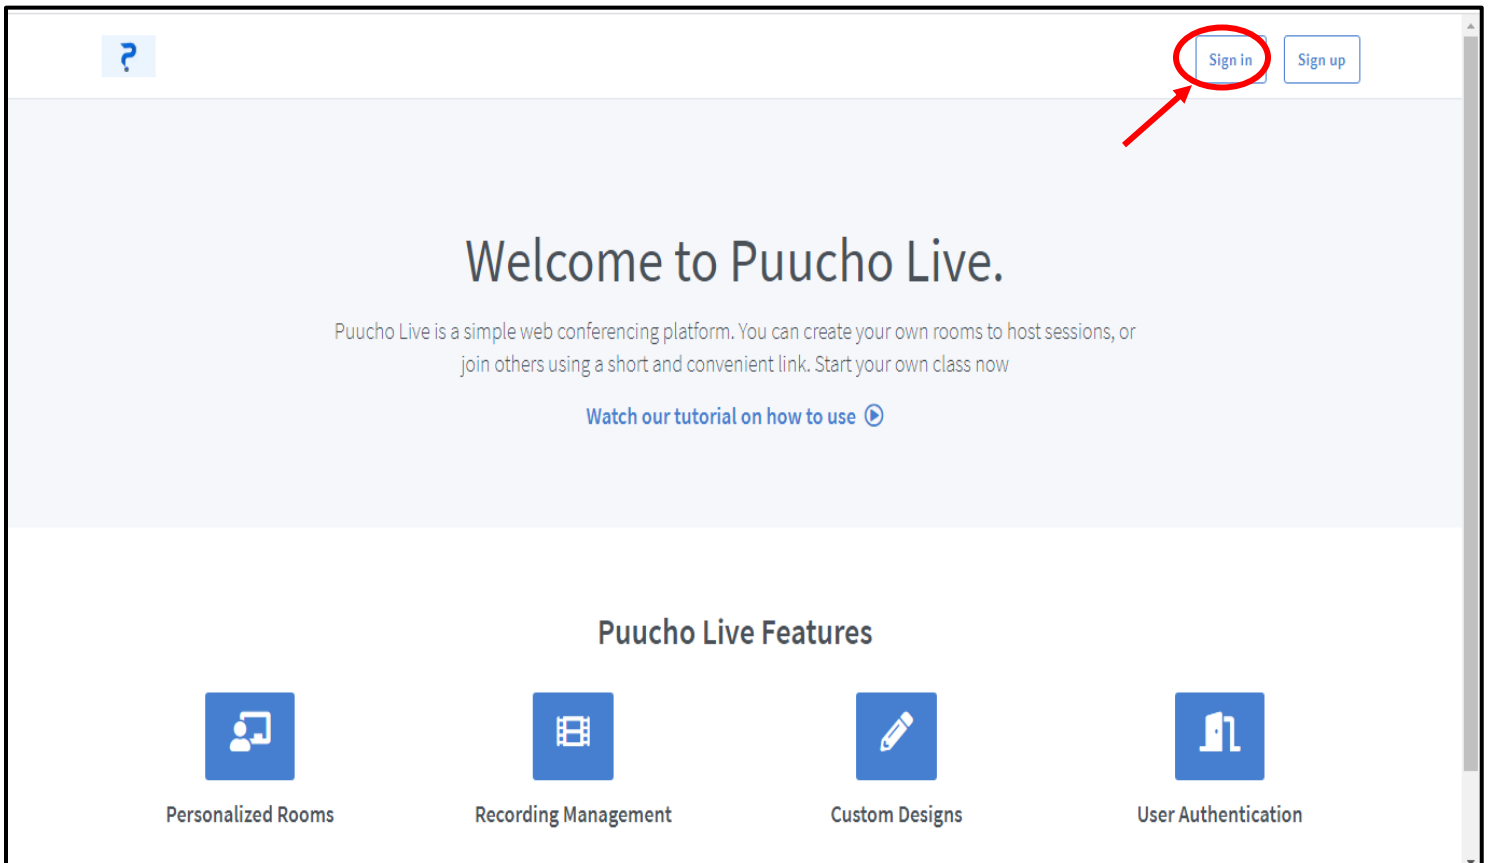 Sign in
Sign up
Welcome to Puucho Live.
Puucho Live is a simple web conferencing platform. You can create your own rooms to host sessions, or
join others using a short and convenient link. Start your own class now
Watch our tutorial on how to use
Puucho Live Features
Personalized Rooms
Recording Management
Custom Designs
User Authentication